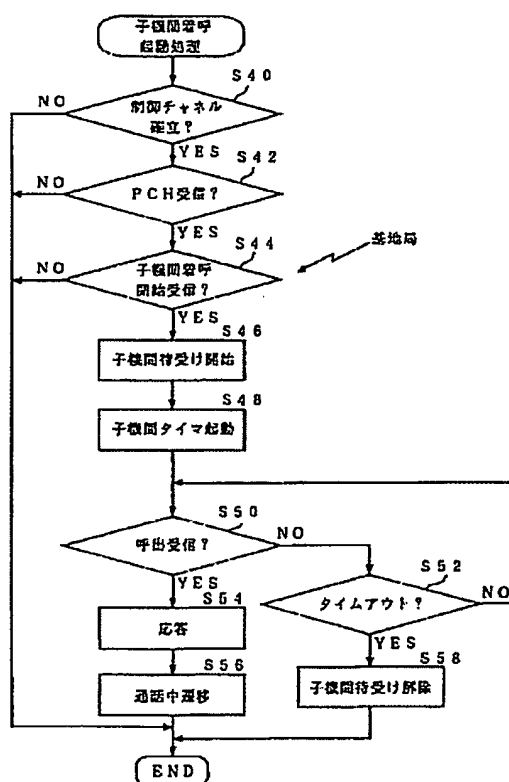 子機間着呼
起動処理
S40
NO
制御チャネル
確立?
YES
S42
NO
PCH受信?
YES
S44
基地局
NO
子機間着呼
開始受信?
YES
S46
子機間待受け開始
S48
子機間タイマ起動
S50
呼出受信?
NO
S52
YES
タイムアウト?
NO
S54
応答
YES
S56
S58
通話中遷移
子機間待受け解除
END